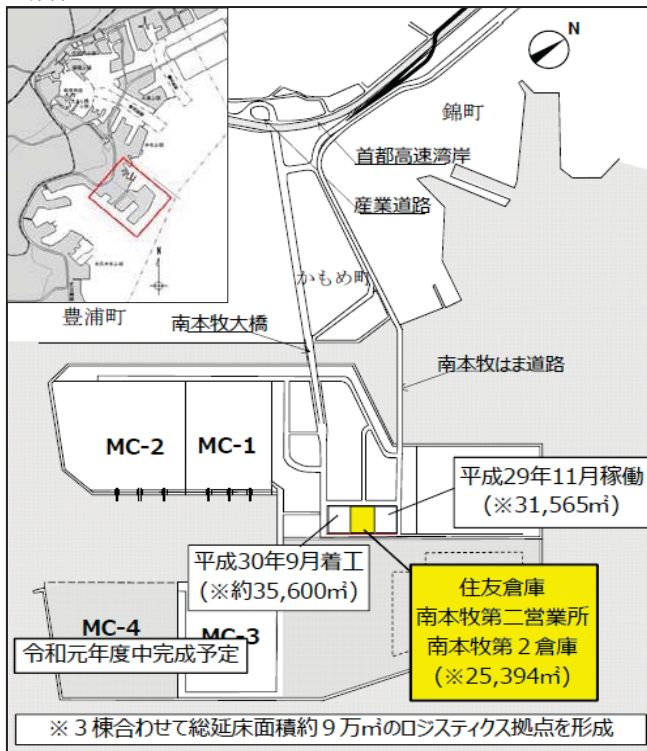 N
錦町
首都高速湾岸
産業道路
かもめ町
豊浦町
南本牧大橋
南本牧はま道路
MC-2
MC-1
平成29年11月稼働
(※31,565㎡)
平成30年9月着工
(※約35,600㎡)
住友倉庫
南本牧第二営業所
南本牧第２倉庫
(※25,394㎡)
MC-4
MC-3
令和元年度中完成予定
※３棟合わせて総延床面積約９万㎡のロジスティクス拠点を形成